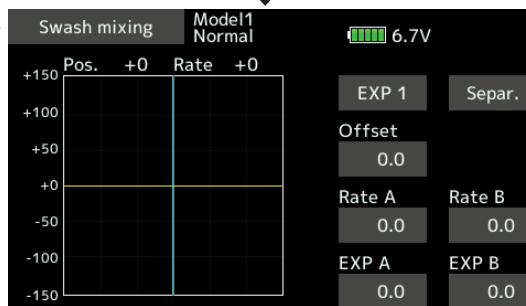 Swash mixing
Model1
Normal
6.7V
Pos. +0 Rate +0
+150
+100
+50
+0
-50
-100
-150
EXP 1 Separ.
Offset
0.0
Rate A Rate B
0.0 0.0
EXP A EXP B
0.0 0.0